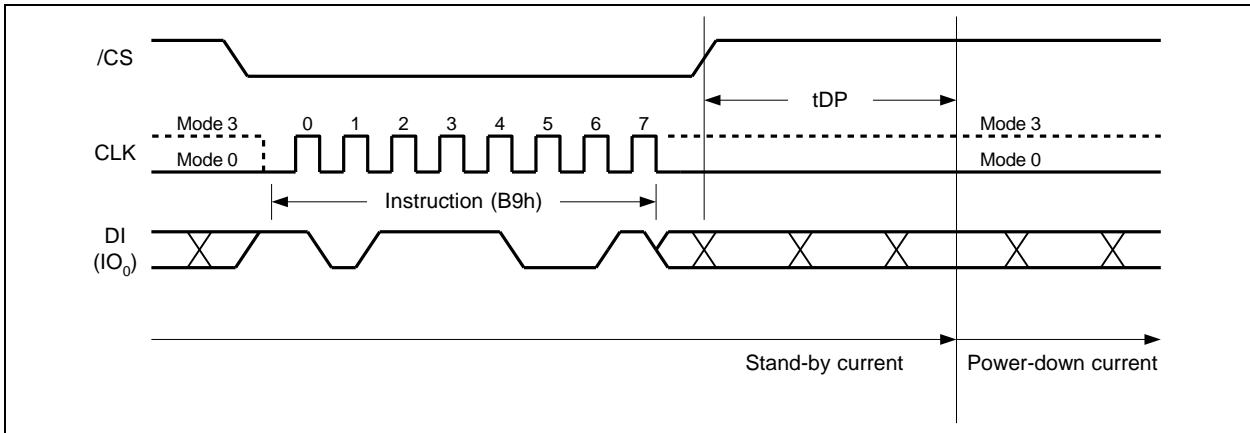 /CS
tDP
Mode 3 0 1 2 3 4 5 6 7 Mode 3
CLK
Mode 0 Mode 0
Instruction (B9h)
DI
(IO0)
Stand-by current Power-down current